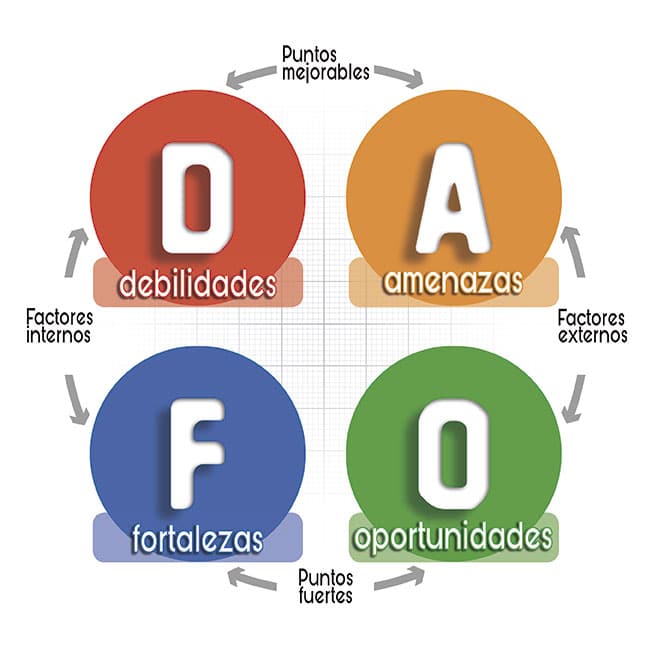 Puntos
mejorables
D
debilidades
A
amenazas
Factores
internos
Factores
externos
F
fortalezas
O
oportunidades
Puntos
fuertes